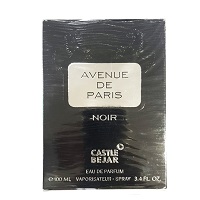 AVENUE
DE
PARIS
NOIR
CASTLE
BEJAR
EAU DE PARFUM
℮100 ML VAPORISATEUR - SPRAY 3.4 FL. OZ.